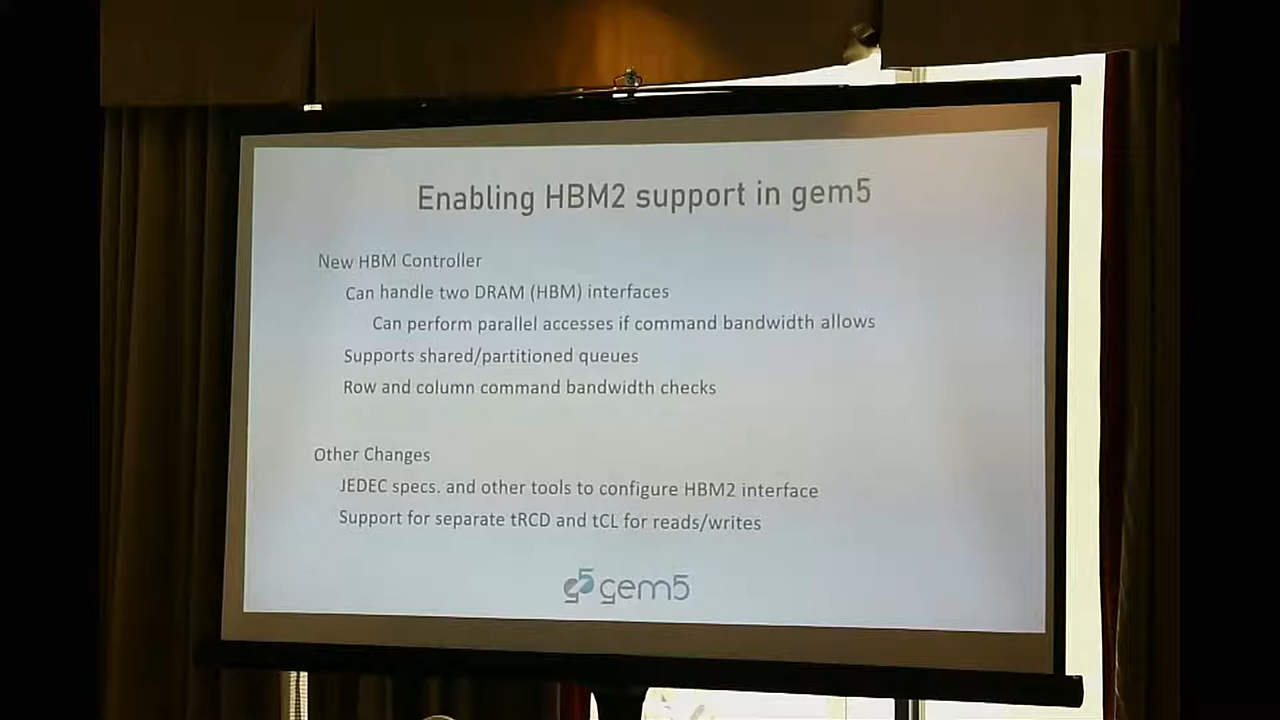 Enabling HBM2 support in gem5
New HBM Controller
Can handle two DRAM (HBM) interfaces
Can perform parallel accesses if command bandwidth allows
Supports shared/partitioned queues
Row and column command bandwidth checks
Other Changes
JEDEC specs. and other tools to configure HBM2 interface
Support for separate tRCD and tCL for reads/writes
g5 gem5